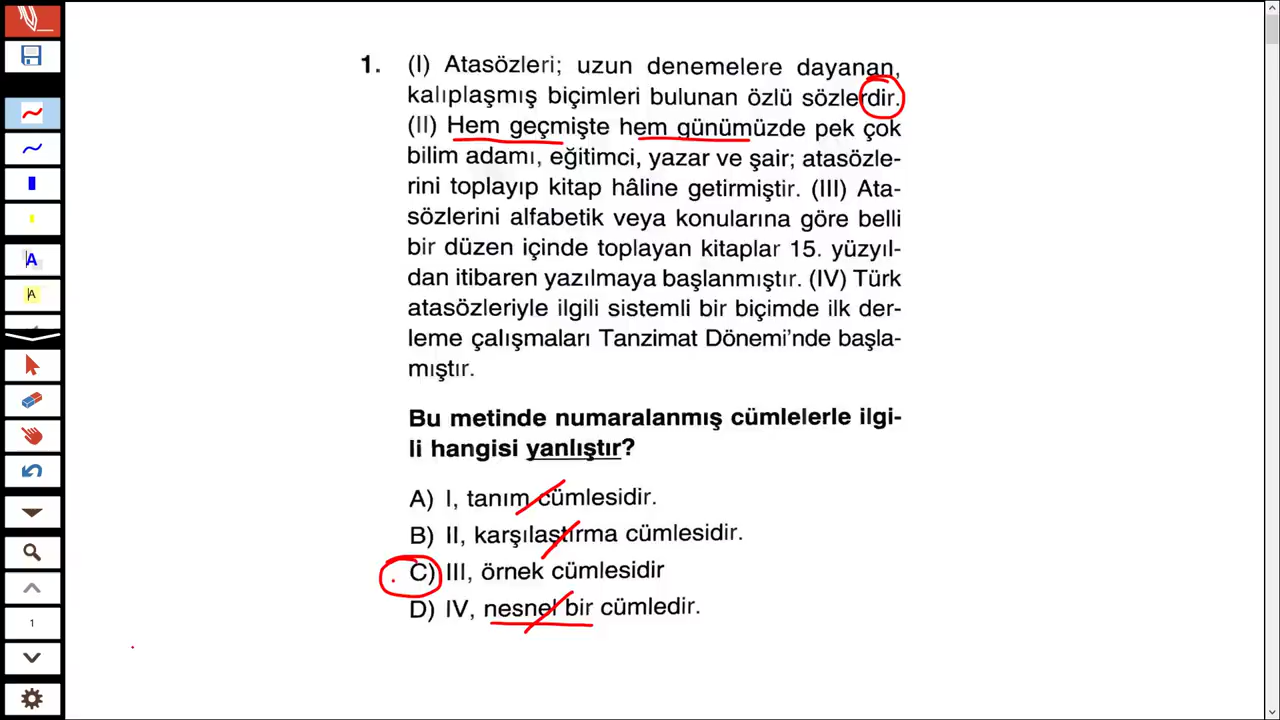 1. (I) Atasözleri; uzun denemelere dayanan,
kalıplaşmış biçimleri bulunan özlü sözlerdir.
(II) Hem geçmişte hem günümüzde pek çok
bilim adamı, eğitimci, yazar ve şair; atasözle-
rini toplayıp kitap hâline getirmiştir. (III) Ata-
sözlerini alfabetik veya konularına göre belli
bir düzen içinde toplayan kitaplar 15. yüzyıl-
dan itibaren yazılmaya başlanmıştır. (IV) Türk
atasözleriyle ilgili sistemli bir biçimde ilk der-
leme çalışmaları Tanzimat Dönemi’nde başla-
mıştır.
Bu metinde numaralanmış cümlelerle ilgi-
li hangisi yanlıştır?
A) I, tanım cümlesidir.
B) II, karşılaştırma cümlesidir.
C) III, örnek cümlesidir
D) IV, nesnel bir cümledir.
A
A
1